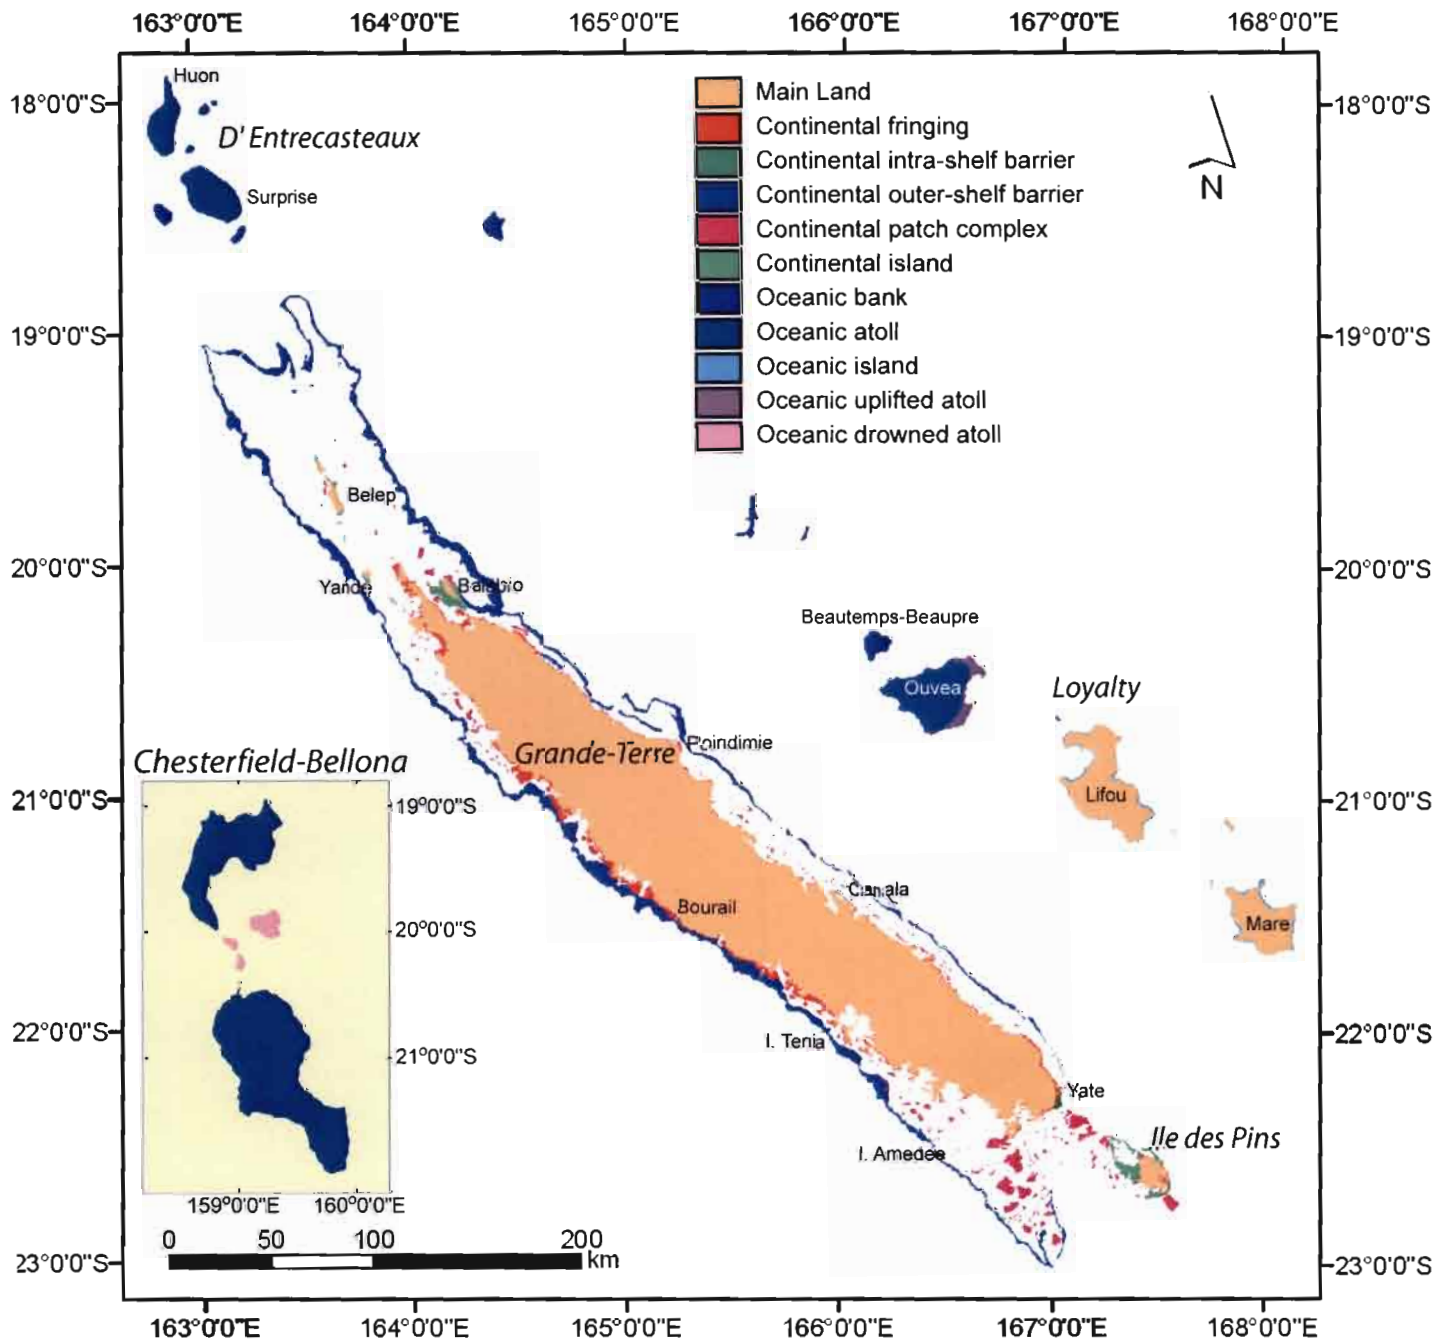 163°0'0"E 164°0'0"E 165°0'0"E 166°0'0"E 167°0'0"E 168°0'0"E
Huon
18°0'0"S
18°0'0"S
D' Entrecasteaux
Surprise
Main Land
Continental fringing
Continental intra-shelf barrier
Continental outer-shelf barrier
Continental patch complex
Continental island
Oceanic bank
Oceanic atoll
Oceanic island
Oceanic uplifted atoll
Oceanic drowned atoll
N
19°0'0"S
19°0'0"S
Belep
20°0'0"S
20°0'0"S
Yande
Balabio
Beautemps-Beaupre
Ouvea
Loyalty
Poindimie
Grande-Terre
Chesterfield-Bellona
Lifou
21°0'0"S
21°0'0"S
19°0'0"S
20°0'0"S
21°0'0"S
159°0'0"E 160°0'0"E
Canala
Bourail
Mare
22°0'0"S
22°0'0"S
I. Tenia
Yate
Ile des Pins
I. Amedee
0 50 100 200
km
23°0'0"S
23°0'0"S
163°0'0"E 164°0'0"E 165°0'0"E 166°0'0"E 167°0'0"E 168°0'0"E